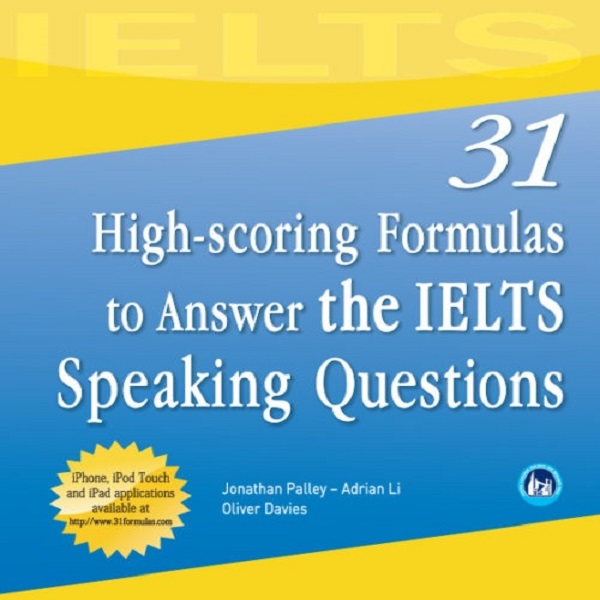 IELTS
31
High-scoring Formulas
to Answer the IELTS
Speaking Questions
iPhone, iPod Touch
and iPad applications
available at
http://www.31formulas.com
Jonathan Palley – Adrian Li
Oliver Davies